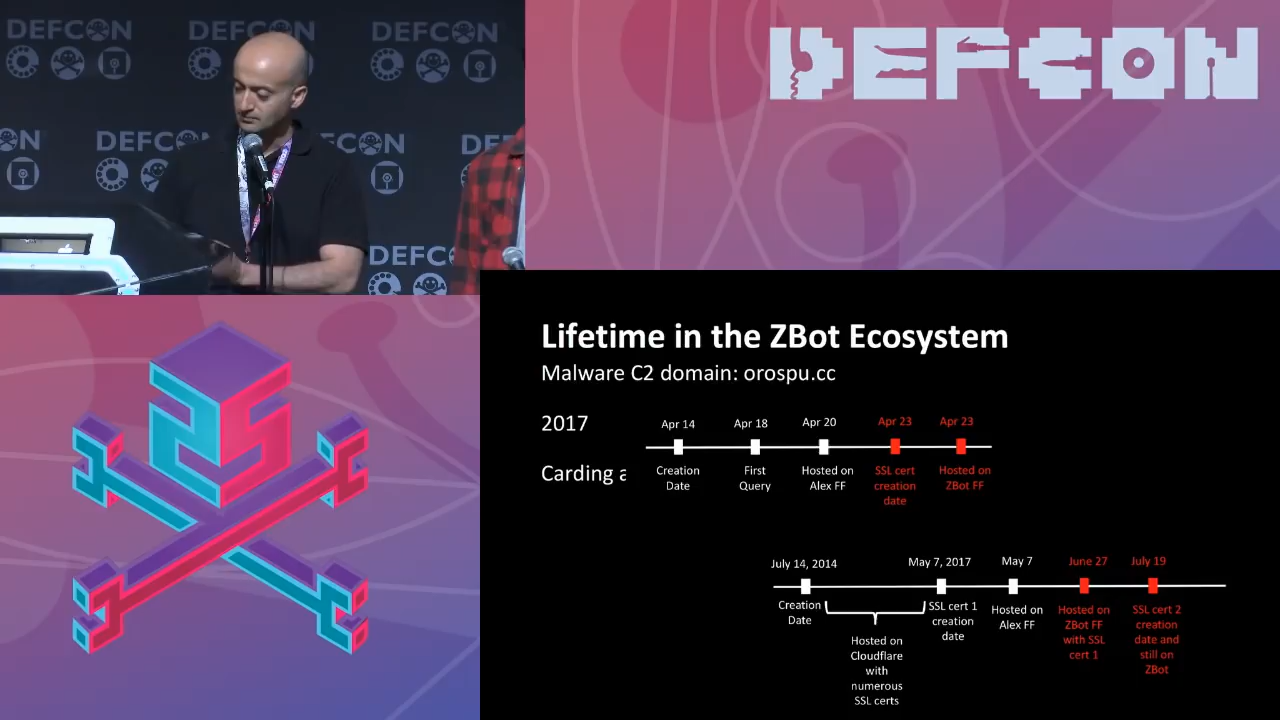 DEFCON DEFCON DEFCON
DEFCON
DEFCON
DEFCON
Lifetime in the ZBot Ecosystem
Malware C2 domain: orospu.cc
2017
Apr 14
Apr 18
Apr 20
Apr 23
Apr 23
Creation
Date
First
Query
Hosted on
Alex FF
SSL cert
creation
date
Hosted on
ZBot FF
Carding
July 14, 2014
May 7, 2017
May 7
June 27
July 19
Creation
Date
Hosted on
Cloudflare
with
numerous
SSL certs
SSL cert 1
creation
date
Hosted on
Alex FF
Hosted on
ZBot FF
with SSL
cert 1
SSL cert 2
creation
date and
still on
ZBot